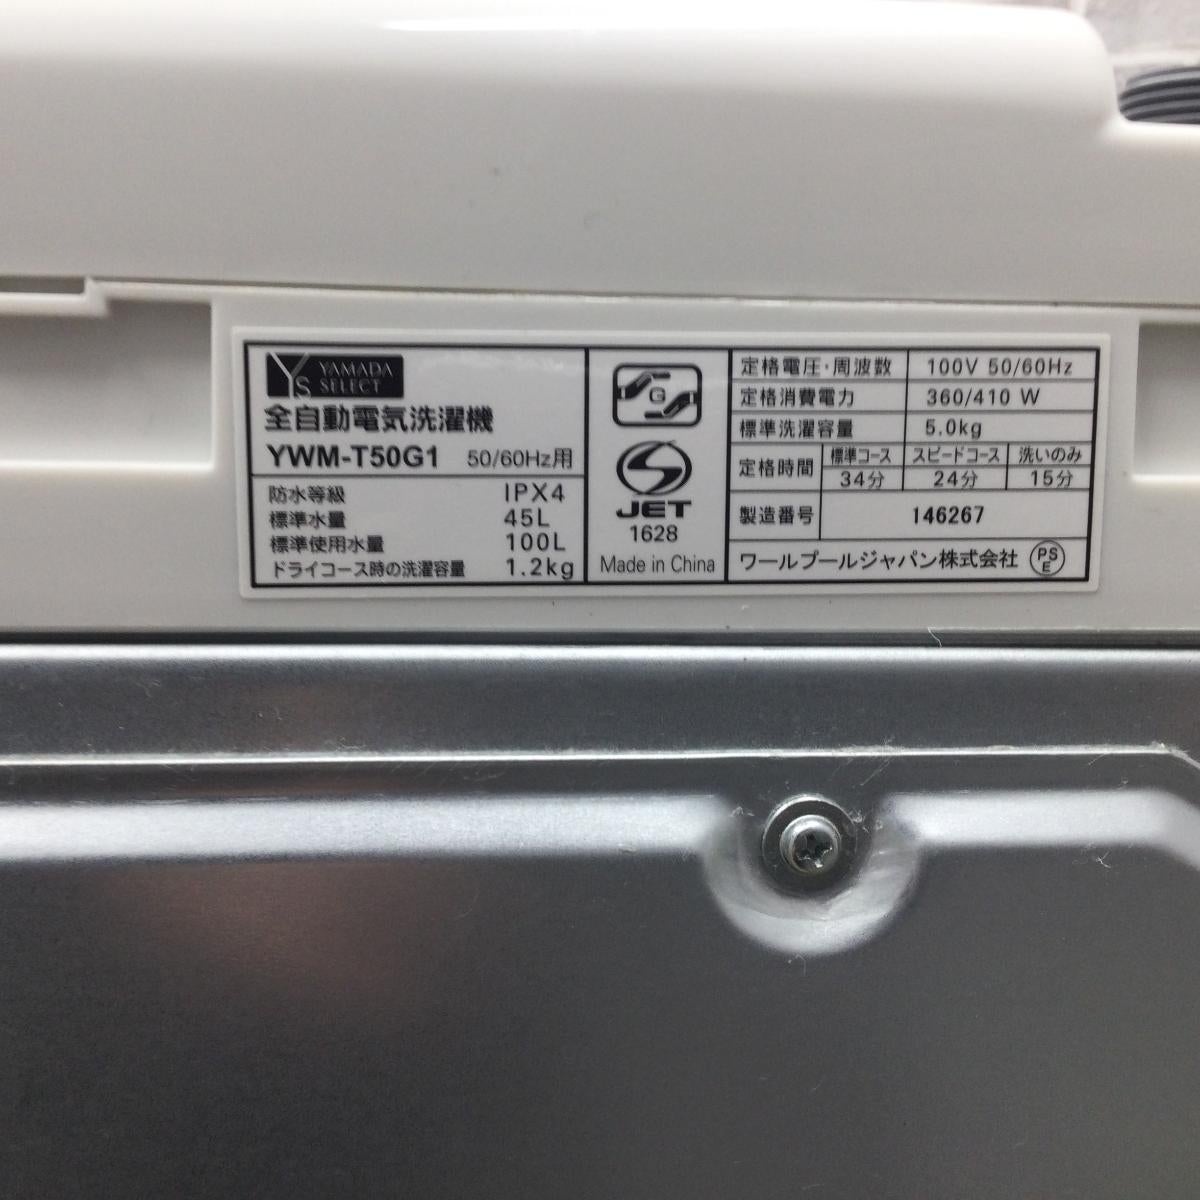 YS YAMADA SELECT
全自動電気洗濯機
YWM-T50G1 50/60Hz用
防水等級 IPX4
標準水量 45L
標準使用水量 100L
ドライコース時の洗濯容量 1.2kg
G
JET
1628
Made in China
定格電圧・周波数 100V 50/60Hz
定格消費電力 360/410 W
標準洗濯容量 5.0kg
定格時間 標準コース スピードコース 洗いのみ
34分 24分 15分
製造番号 146267
ワールプールジャパン株式会社 PSE